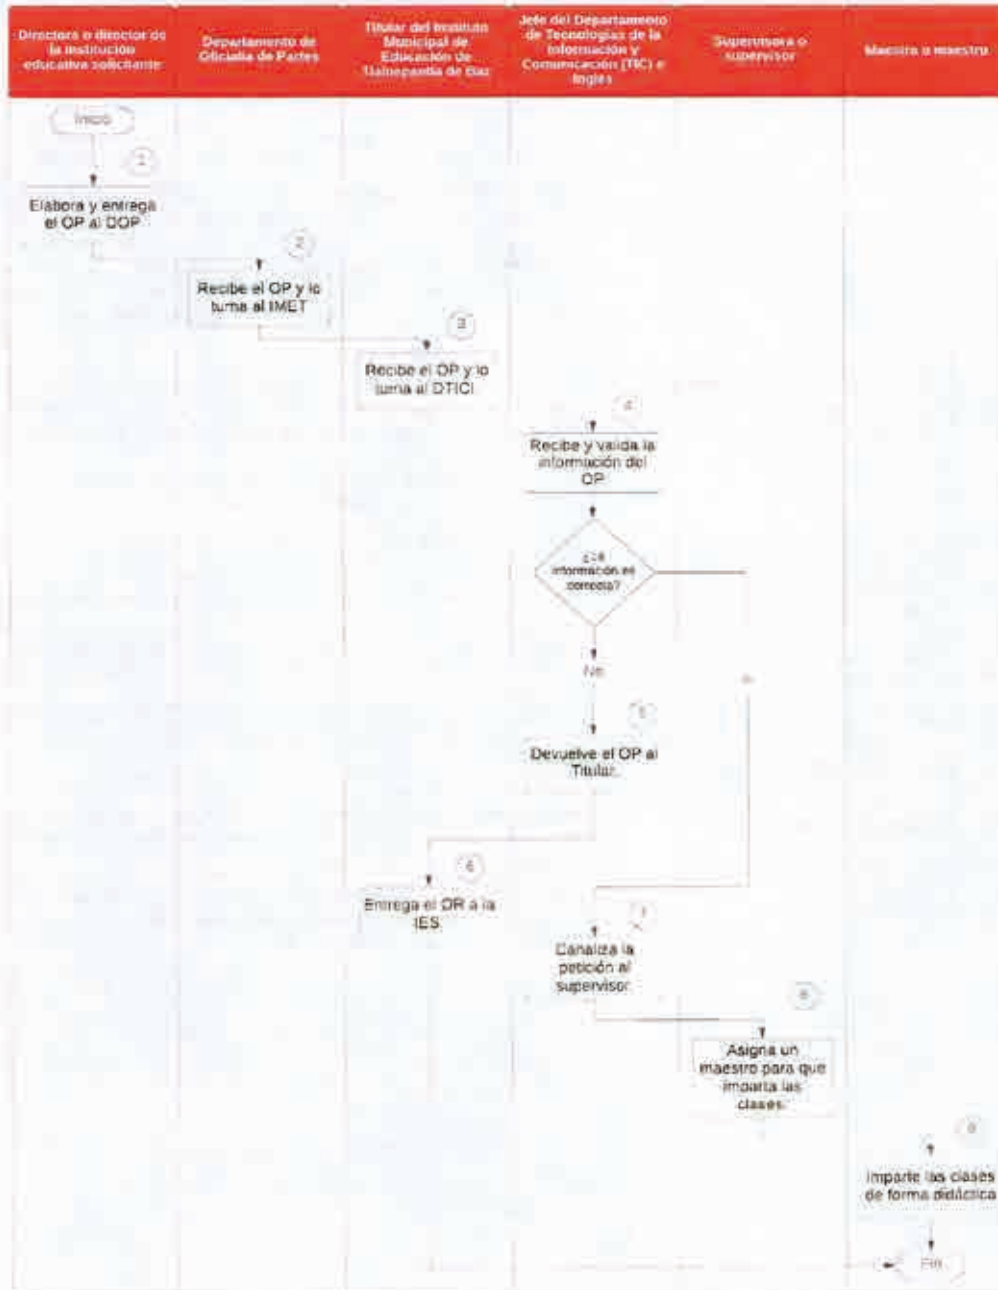 Directora o director de
la institución
educativa solicitante
Departamento de
Oficialía de Partes
Titular del Instituto
Municipal de
Educación de
Tlalnepantla de Baz
Jefe del Departamento
de Tecnologías de la
Información y
Comunicación (TIC) e
Inglés
Supervisora o
supervisor
Maestra o maestro
Inicio
1
Elabora y entrega
el OP al DOP
2
Recibe el OP y lo
turna al IMET
3
Recibe el OP y lo
turna al DTICI
4
Recibe y valida la
información del
OP
¿La
información es
correcta?
No
5
Devuelve el OP al
Titular.
6
Entrega el OR a la
IES
7
Canaliza la
petición al
supervisor.
8
Asigna un
maestro para que
imparta las
clases.
9
Imparte las clases
de forma didáctica
Fin